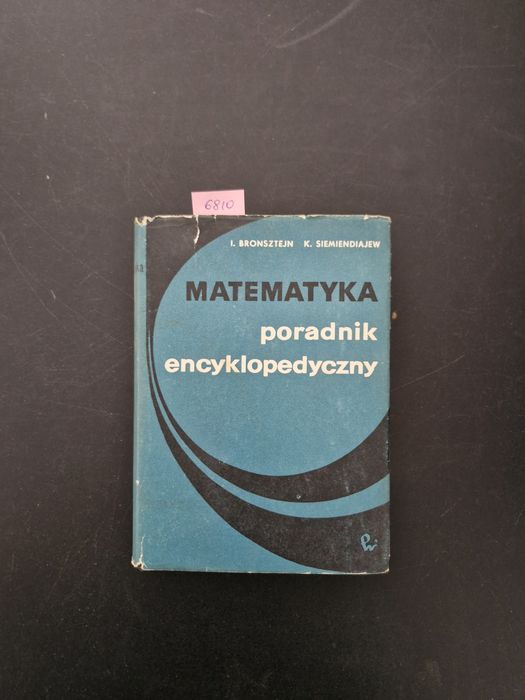 6810
I. BRONSZTEJN K. SIEMIENDIAJEW
MATEMATYKA
poradnik
encyklopedyczny